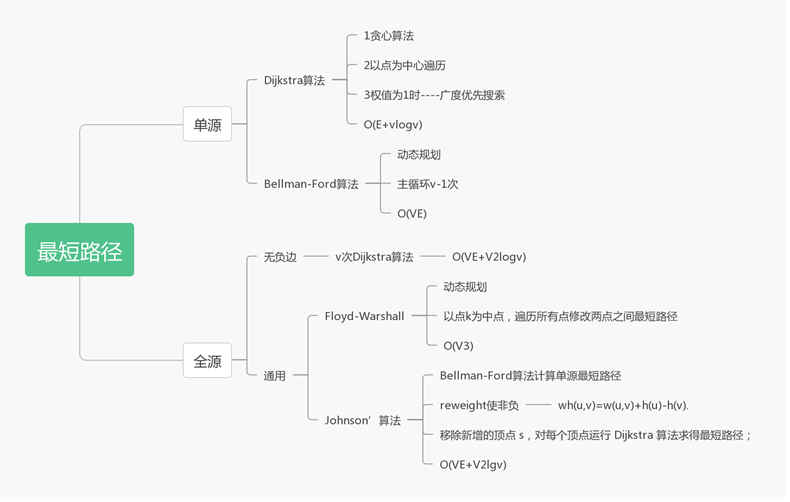 最短路径
单源
Dijkstra算法
1贪心算法
2以点为中心遍历
3权值为1时----广度优先搜索
O(E+vlogv)
Bellman-Ford算法
动态规划
主循环v-1次
O(VE)
全源
无负边
v次Dijkstra算法
O(VE+V2logv)
通用
Floyd-Warshall
动态规划
以点k为中点，遍历所有点修改两点之间最短路径
O(V3)
Johnson’算法
Bellman-Ford算法计算单源最短路径
reweight使非负
wh(u,v)=w(u,v)+h(u)-h(v).
移除新增的顶点 s，对每个顶点运行 Dijkstra 算法求得最短路径；
O(VE+V2lgv)